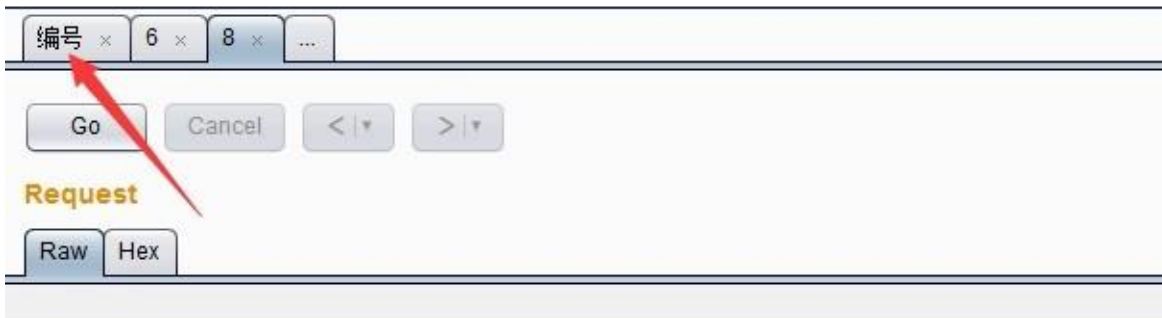 编号 × 6 × 8 × ...
Go Cancel < ▼ > ▼
Request
Raw Hex